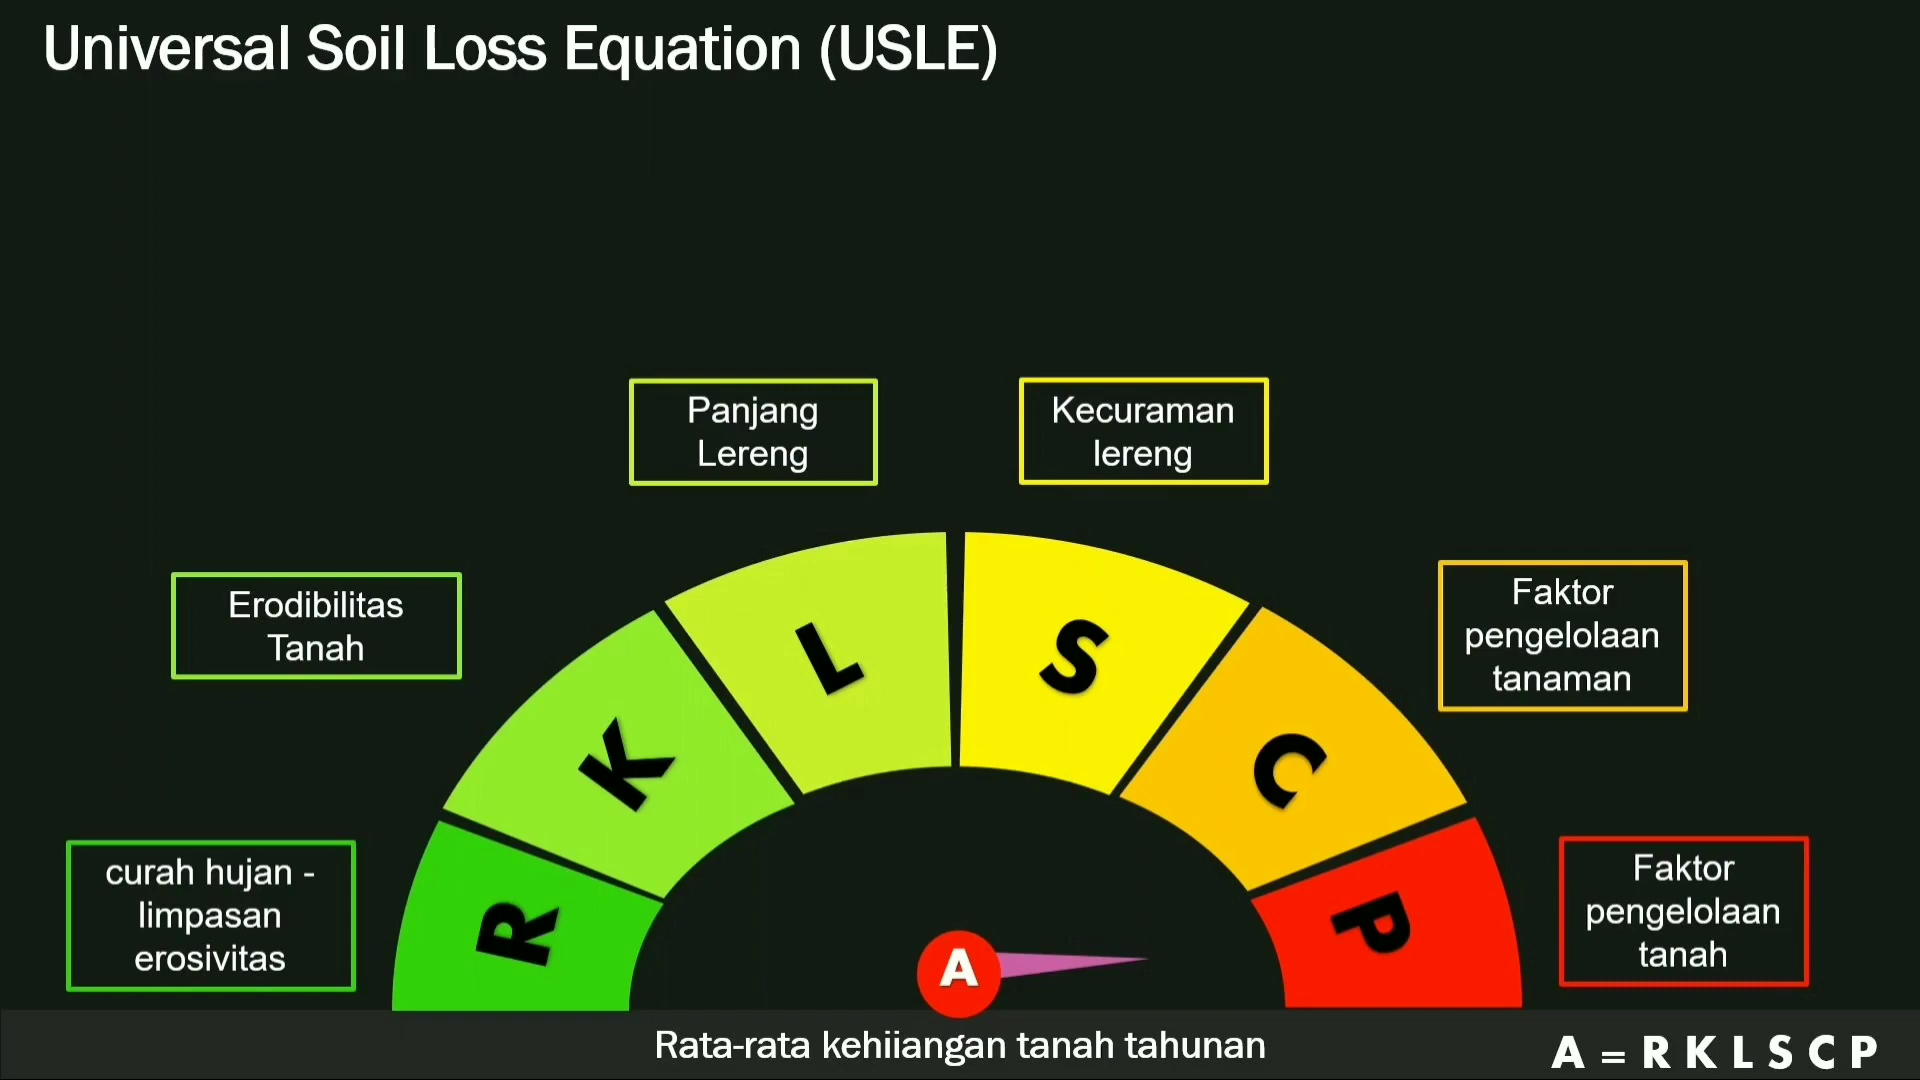 Universal Soil Loss Equation (USLE)
Panjang
Lereng
Kecuraman
lereng
Erodibilitas
Tanah
Faktor
pengelolaan
tanaman
curah hujan -
limpasan
erosivitas
Faktor
pengelolaan
tanah
R
K
L
S
C
P
A
Rata-rata kehiiangan tanah tahunan
A = R K L S C P